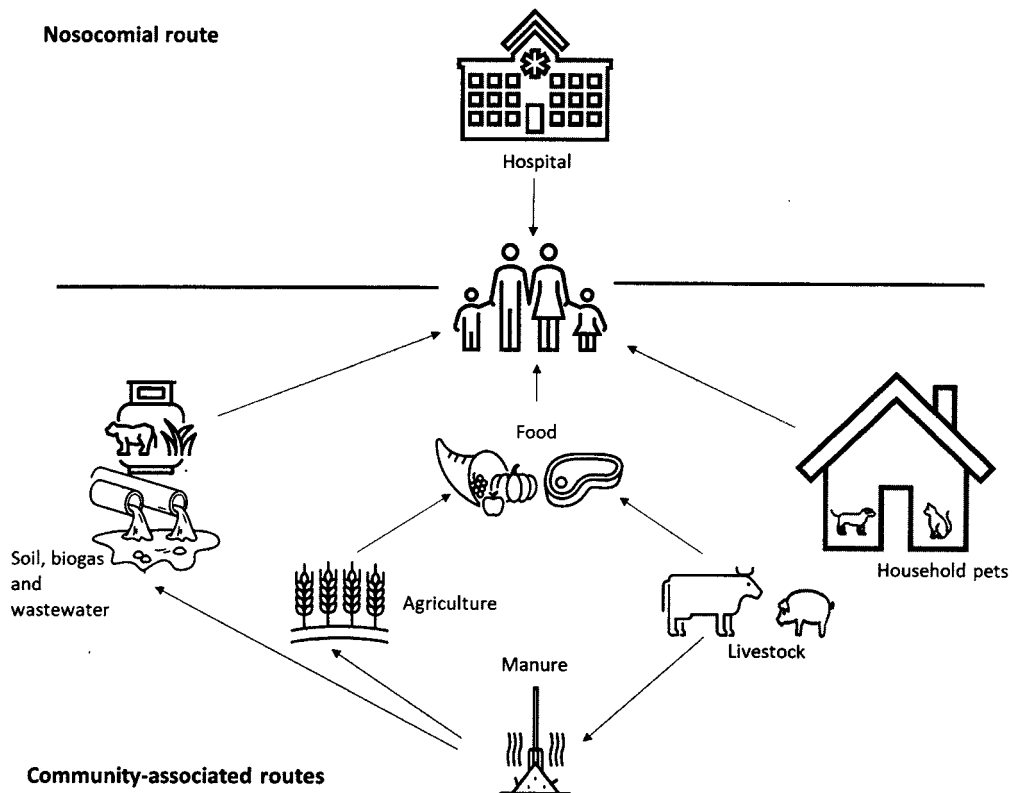 Nosocomial route
Hospital
Food
Soil, biogas
and
wastewater
Household pets
Agriculture
Livestock
Manure
Community-associated routes